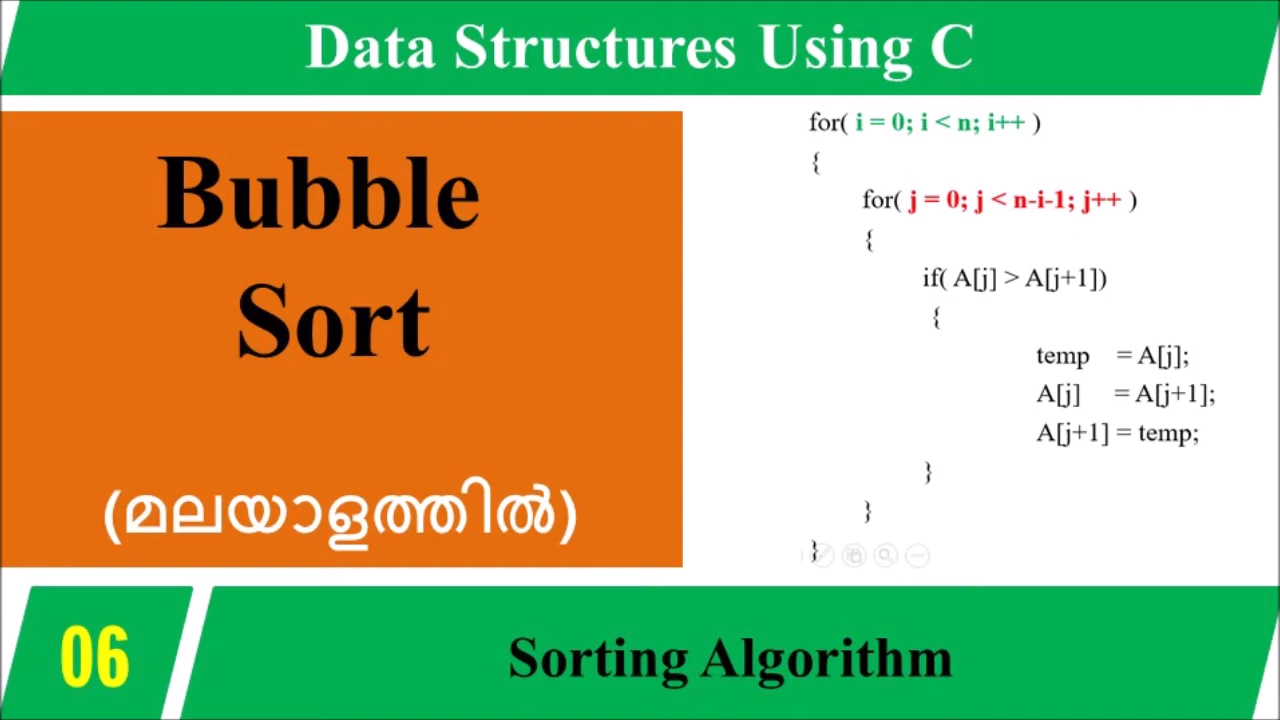 Data Structures Using C
Bubble
Sort
(മലയാളത്തിൽ)
for( i = 0; i < n; i++ )
{
for( j = 0; j < n-i-1; j++ )
{
if( A[j] > A[j+1])
{
temp = A[j];
A[j] = A[j+1];
A[j+1] = temp;
}
}
}
06
Sorting Algorithm